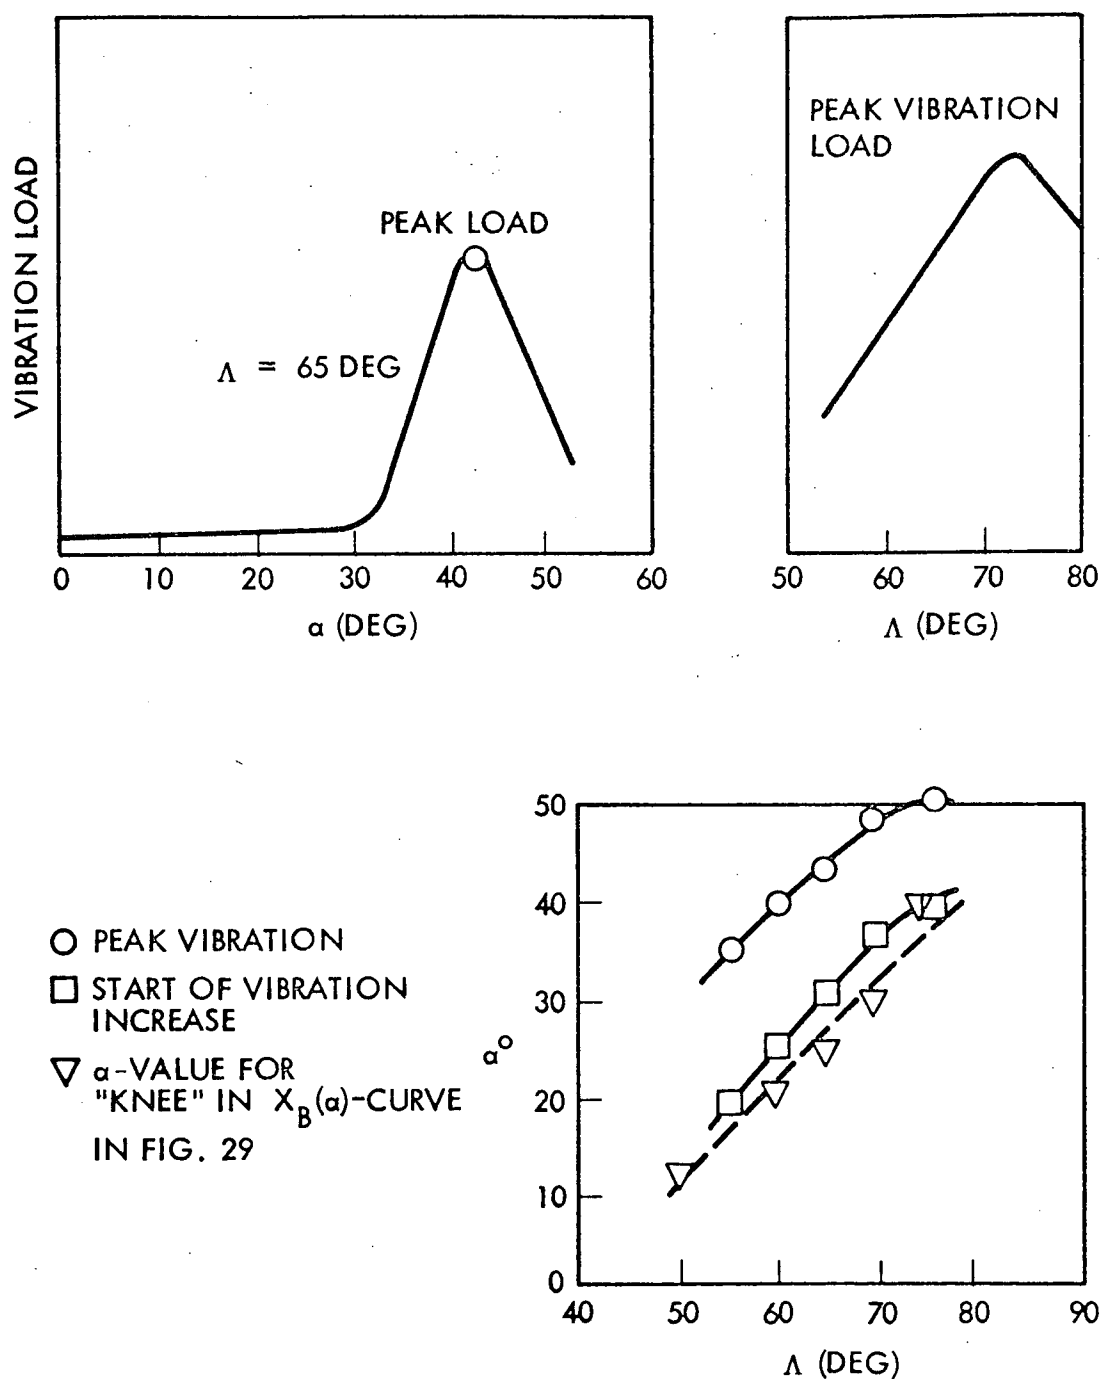 VIBRATION LOAD
PEAK LOAD
Λ = 65 DEG
0 10 20 30 40 50 60
α (DEG)
PEAK VIBRATION
LOAD
50 60 70 80
Λ (DEG)
○ PEAK VIBRATION
□ START OF VIBRATION
INCREASE
▽ α-VALUE FOR
"KNEE" IN X_B(α)-CURVE
IN FIG. 29
α°
50
40
30
20
10
0
40 50 60 70 80 90
Λ (DEG)